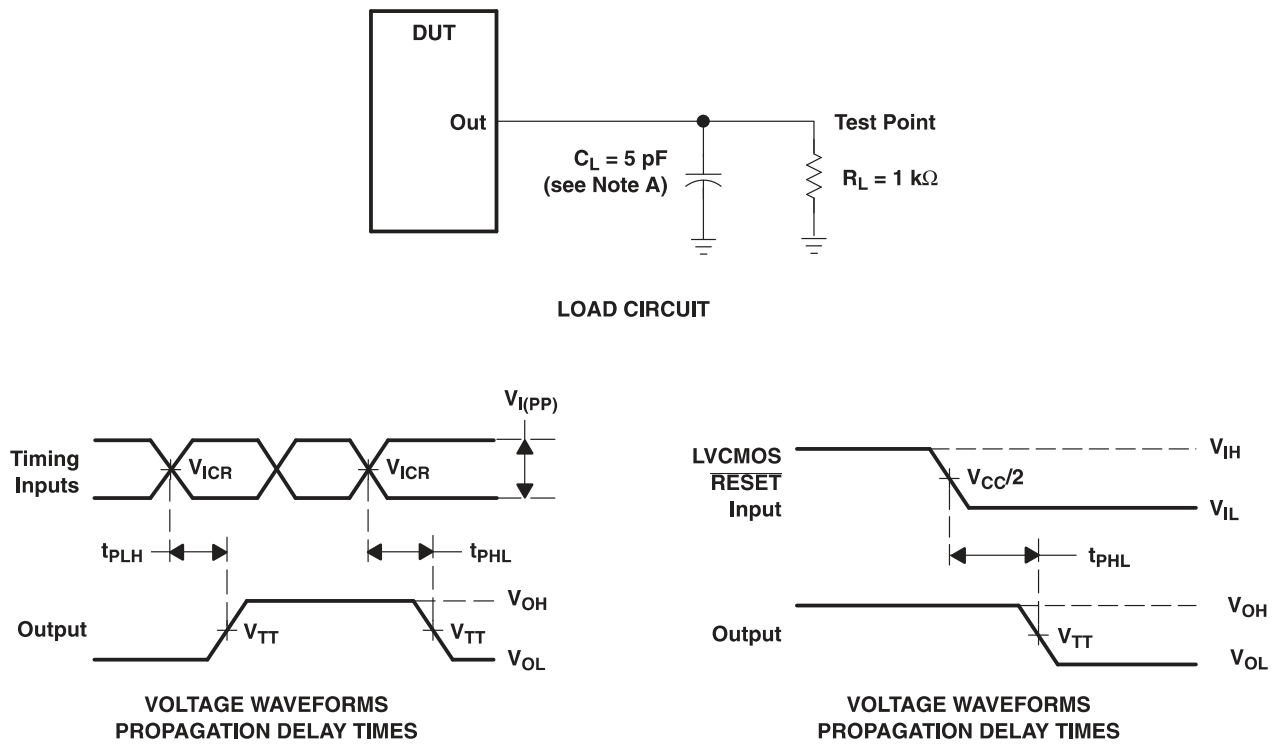 DUT
Out
Test Point
C_L = 5 pF
(see Note A)
R_L = 1 kΩ
LOAD CIRCUIT
V_I(PP)
Timing
Inputs
V_ICR
V_ICR
t_PLH
t_PHL
Output
V_TT
V_TT
V_OH
V_OL
VOLTAGE WAVEFORMS
PROPAGATION DELAY TIMES
LVCMOS
R̅E̅S̅E̅T̅
Input
V_IH
V_CC/2
V_IL
t_PHL
Output
V_OH
V_TT
V_OL
VOLTAGE WAVEFORMS
PROPAGATION DELAY TIMES